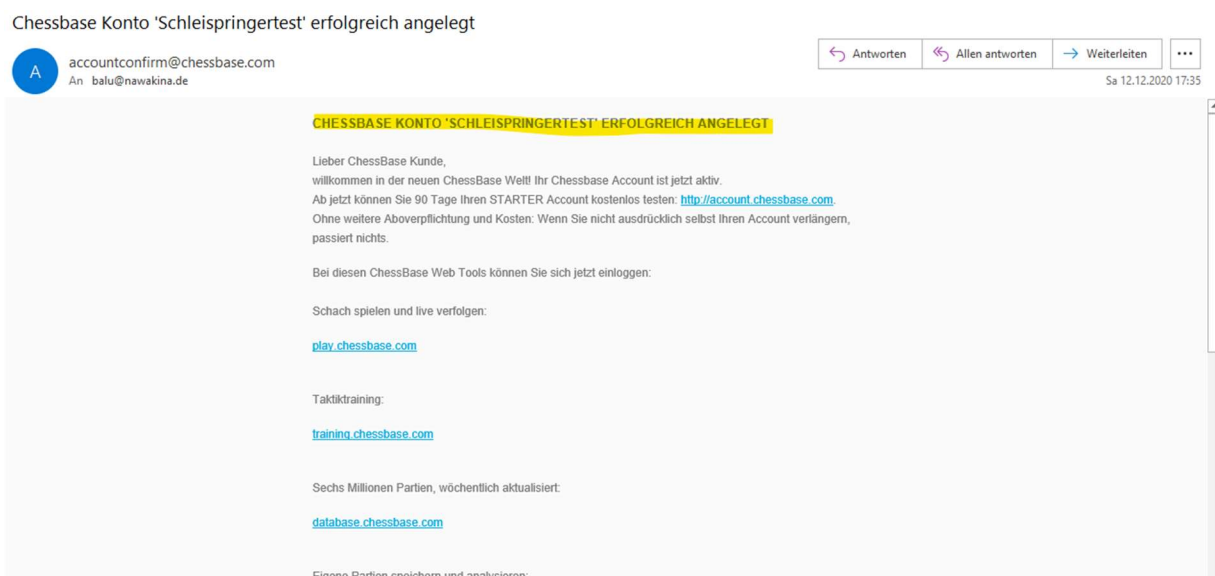 Chessbase Konto 'Schleispringertest' erfolgreich angelegt
A
accountconfirm@chessbase.com
An balu@nawakina.de
Antworten
Allen antworten
Weiterleiten
Sa 12.12.2020 17:35
CHESSBASE KONTO 'SCHLEISPRINGERTEST' ERFOLGREICH ANGELEGT
Lieber ChessBase Kunde,
willkommen in der neuen ChessBase Welt! Ihr Chessbase Account ist jetzt aktiv.
Ab jetzt können Sie 90 Tage Ihren STARTER Account kostenlos testen: http://account.chessbase.com.
Ohne weitere Aboverpflichtung und Kosten: Wenn Sie nicht ausdrücklich selbst Ihren Account verlängern,
passiert nichts.
Bei diesen ChessBase Web Tools können Sie sich jetzt einloggen:
Schach spielen und live verfolgen:
play.chessbase.com
Taktiktraining:
training.chessbase.com
Sechs Millionen Partien, wöchentlich aktualisiert:
database.chessbase.com
Eigene Partien speichern und analysieren: